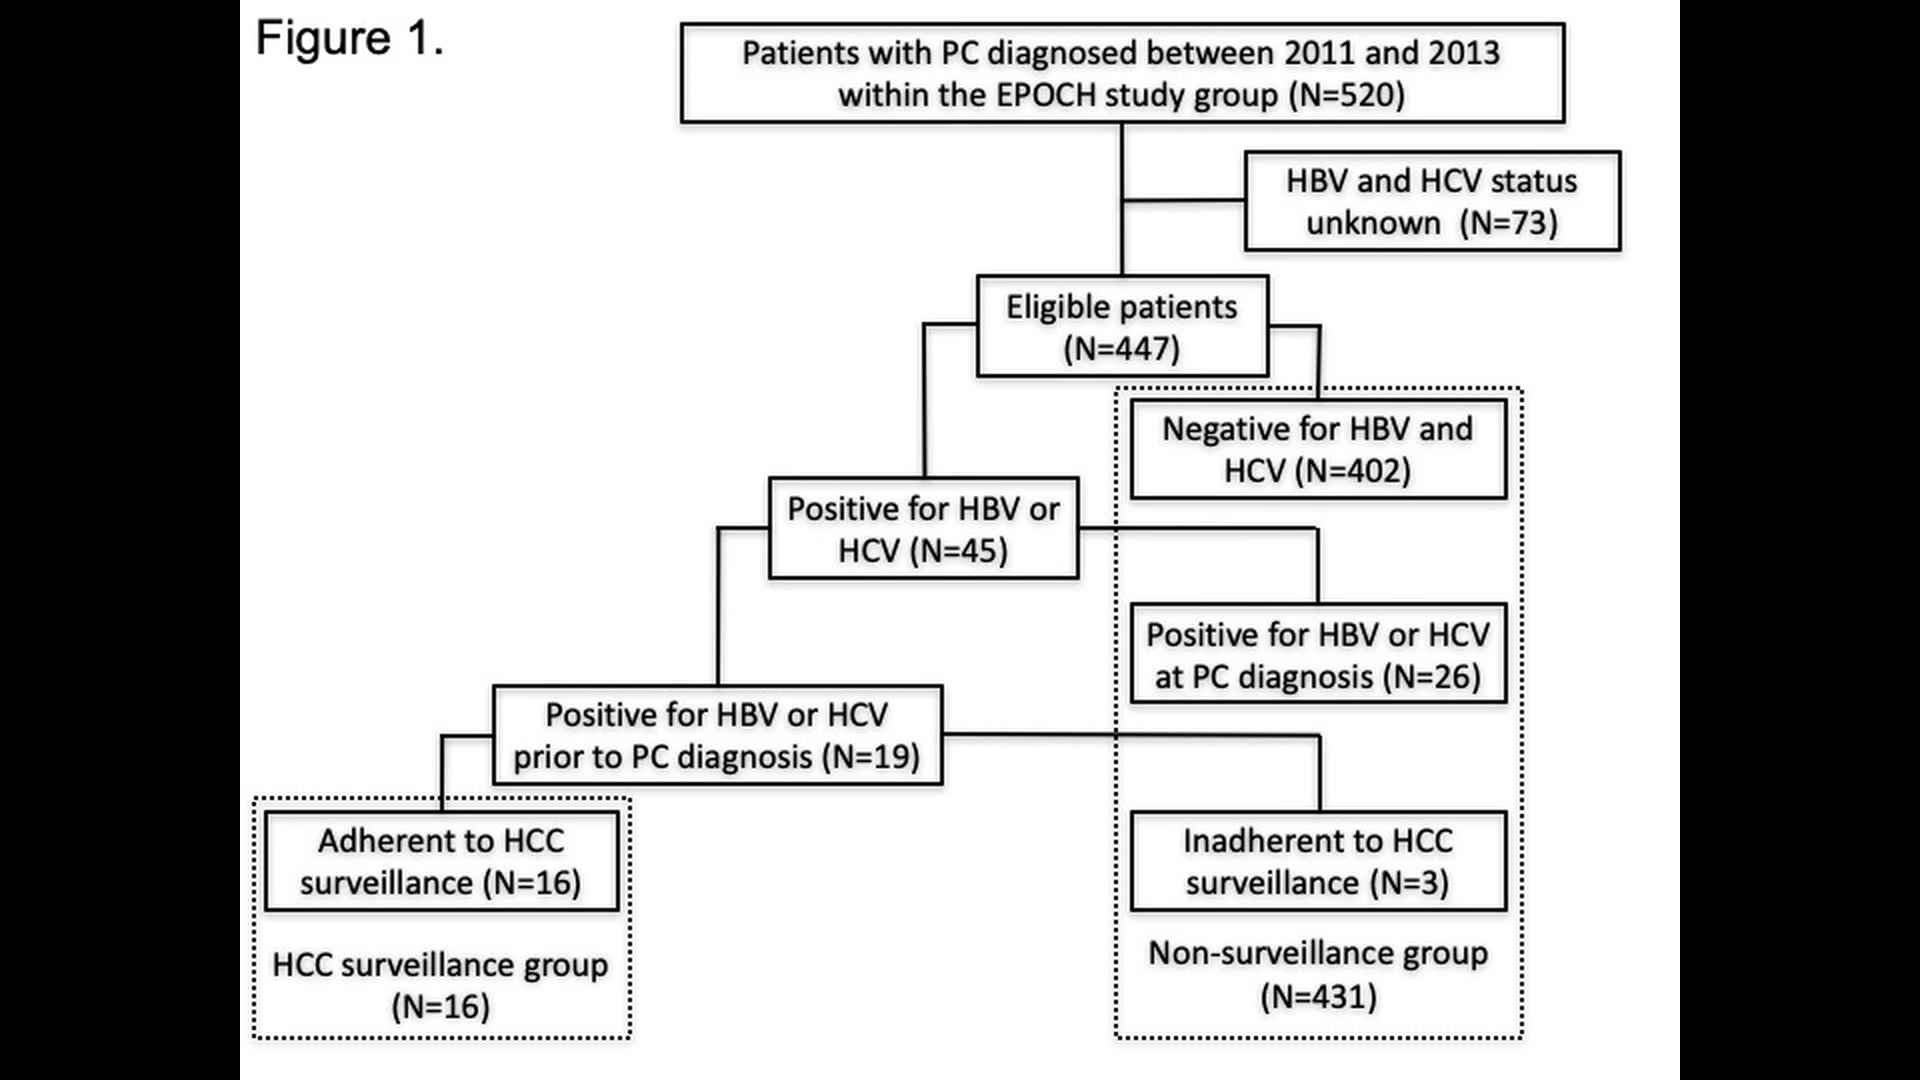 Figure 1.
Patients with PC diagnosed between 2011 and 2013
within the EPOCH study group (N=520)
HBV and HCV status
unknown (N=73)
Eligible patients
(N=447)
Negative for HBV and
HCV (N=402)
Positive for HBV or
HCV (N=45)
Positive for HBV or HCV
at PC diagnosis (N=26)
Positive for HBV or HCV
prior to PC diagnosis (N=19)
Adherent to HCC
surveillance (N=16)
Inadherent to HCC
surveillance (N=3)
HCC surveillance group
(N=16)
Non-surveillance group
(N=431)